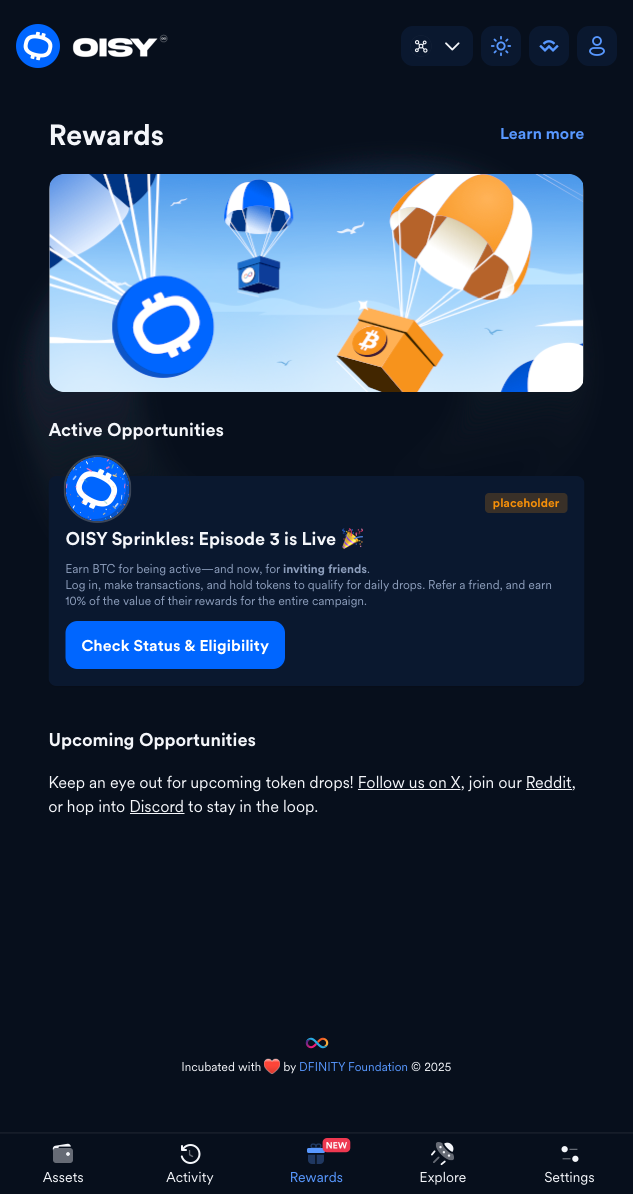 OISY
Rewards
Learn more
Active Opportunities
placeholder
OISY Sprinkles: Episode 3 is Live 🎉
Earn BTC for being active—and now, for inviting friends.
Log in, make transactions, and hold tokens to qualify for daily drops. Refer a friend, and earn
10% of the value of their rewards for the entire campaign.
Check Status & Eligibility
Upcoming Opportunities
Keep an eye out for upcoming token drops! Follow us on X, join our Reddit,
or hop into Discord to stay in the loop.
Incubated with ❤️ by DFINITY Foundation © 2025
NEW
Assets
Activity
Rewards
Explore
Settings